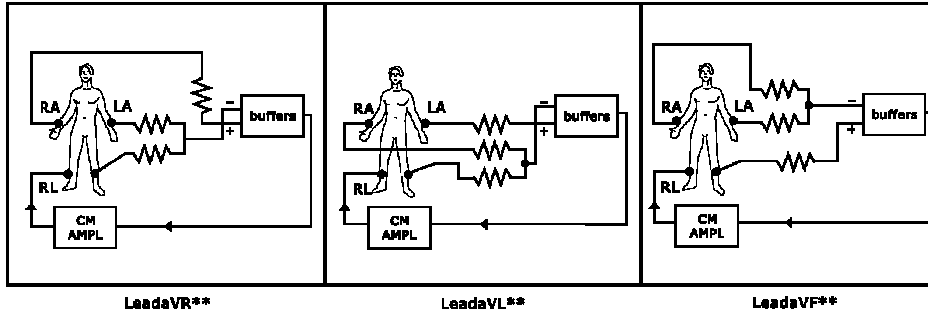 RA LA
−
+
buffers
RL
CM
AMPL
LeadaVR**
RA LA
−
+
buffers
RL
CM
AMPL
LeadaVL**
RA LA
−
+
buffers
RL
CM
AMPL
LeadaVF**